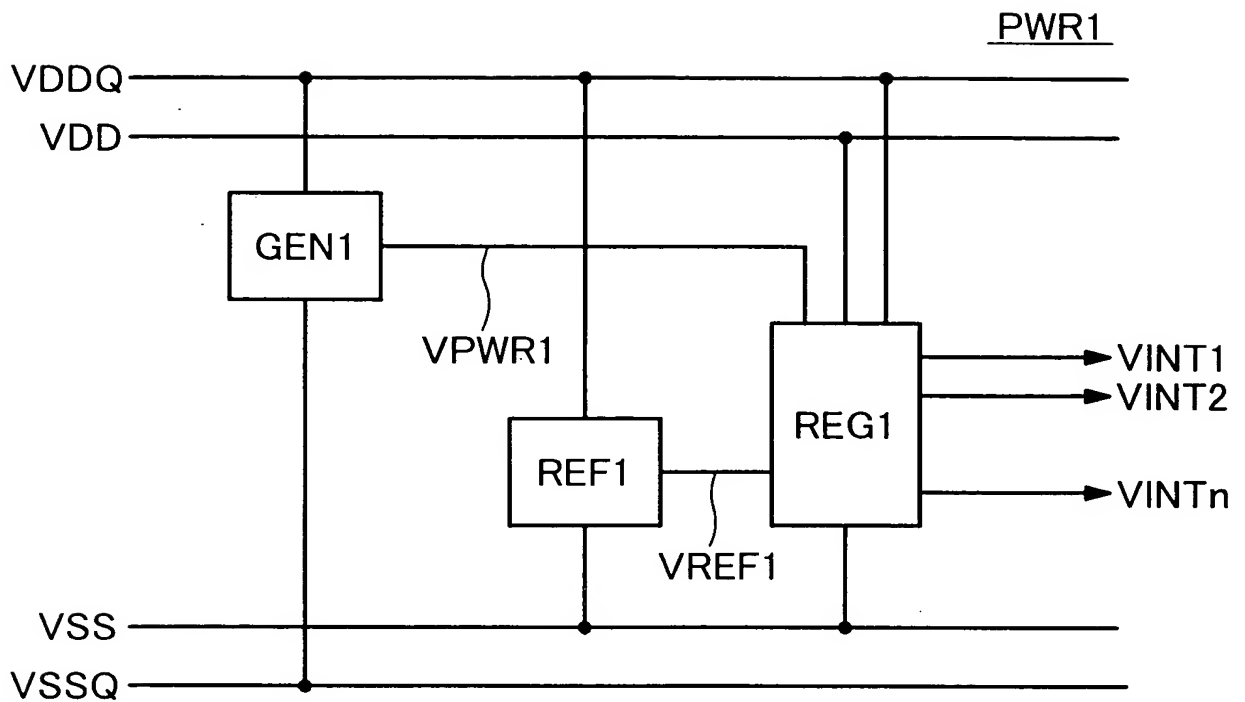 PWR1
VDDQ
VDD
GEN1
VPWR1
VINT1
VINT2
REG1
REF1
VINTn
VREF1
VSS
VSSQ